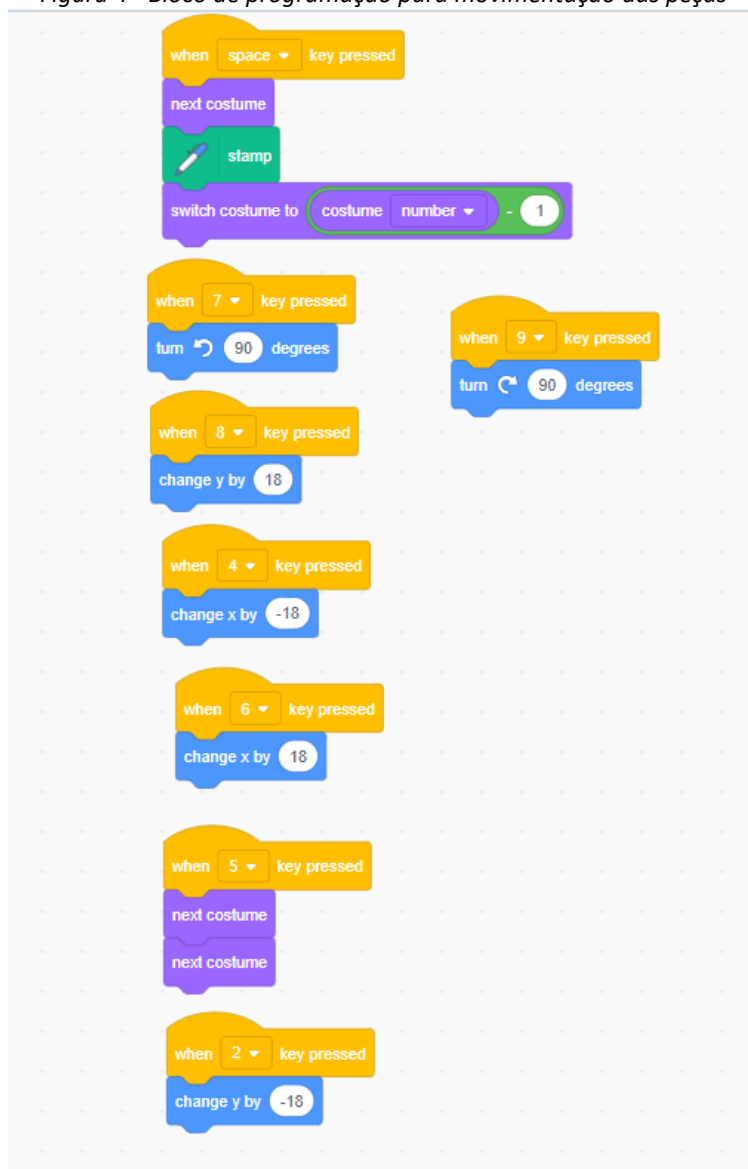 Figura 4 - Bloco de programação para movimentação das peças
when space key pressed
next costume
stamp
switch costume to costume number - 1
when 7 key pressed
turn 90 degrees
when 9 key pressed
turn 90 degrees
when 8 key pressed
change y by 18
when 4 key pressed
change x by -18
when 6 key pressed
change x by 18
when 5 key pressed
next costume
next costume
when 2 key pressed
change y by -18